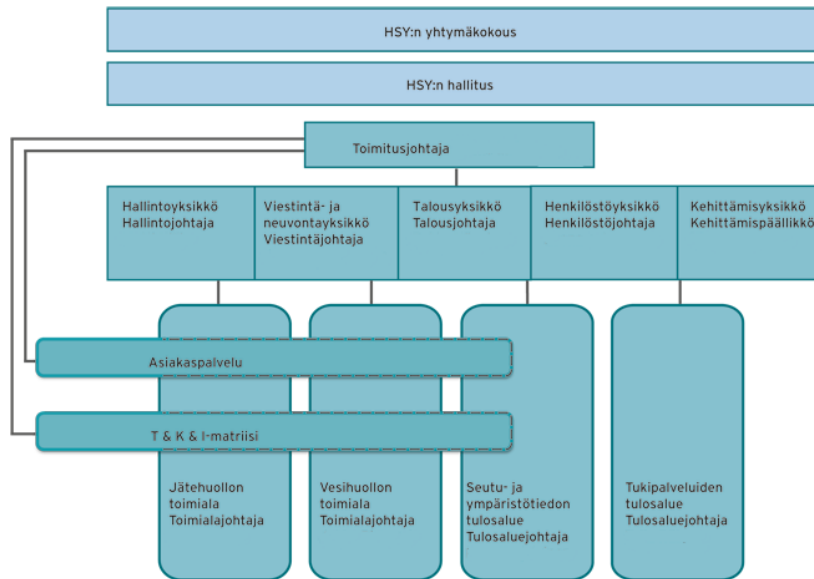 HSY:n yhtymäkokous
HSY:n hallitus
Toimitusjohtaja
Hallintoyksikkö
Hallintojohtaja
Viestintä- ja
neuvontayksikkö
Viestintäjohtaja
Talousyksikkö
Talousjohtaja
Henkilöstöyksikkö
Henkilöstöjohtaja
Kehittämisyksikkö
Kehittämispäällikkö
Asiakaspalvelu
T & K & I-matriisi
Jätehuollon
toimiala
Toimialajohtaja
Vesihuollon
toimiala
Toimialajohtaja
Seutu- ja
ympäristötiedon
tulosalue
Tulosaluejohtaja
Tukipalveluiden
tulosalue
Tulosaluejohtaja